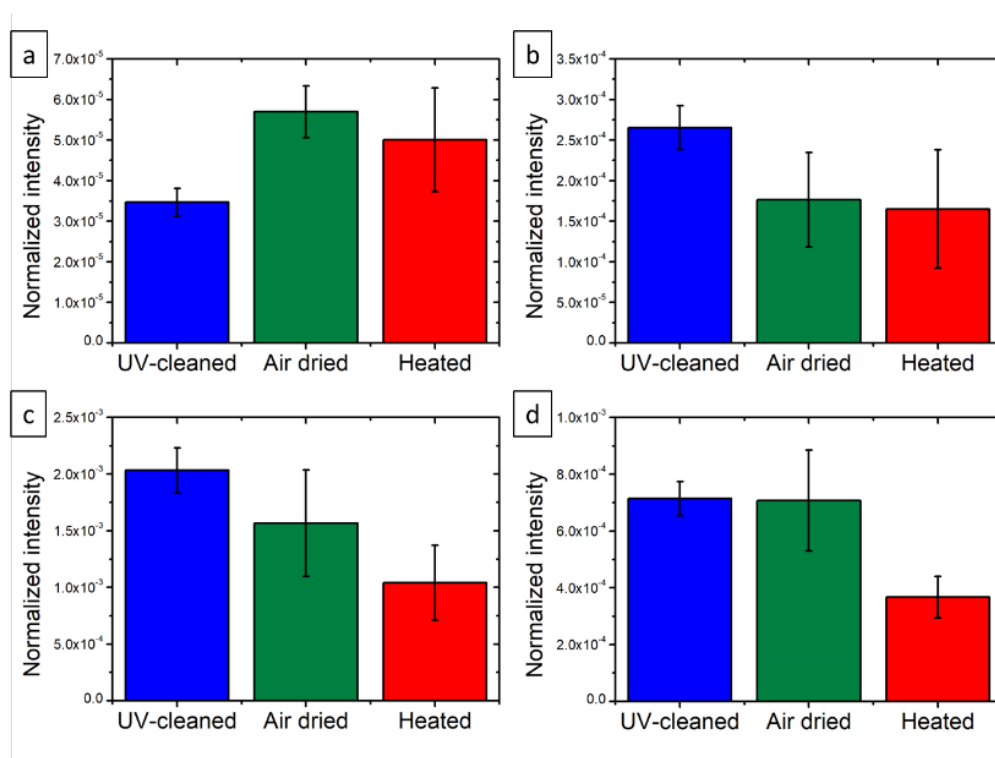 a
7.0x10⁻⁵
6.0x10⁻⁵
5.0x10⁻⁵
4.0x10⁻⁵
3.0x10⁻⁵
2.0x10⁻⁵
1.0x10⁻⁵
0.0
Normalized intensity
UV-cleaned Air dried Heated
b
3.5x10⁻⁴
3.0x10⁻⁴
2.5x10⁻⁴
2.0x10⁻⁴
1.5x10⁻⁴
1.0x10⁻⁴
5.0x10⁻⁵
0.0
Normalized intensity
UV-cleaned Air dried Heated
c
2.5x10⁻³
2.0x10⁻³
1.5x10⁻³
1.0x10⁻³
5.0x10⁻⁴
0.0
Normalized intensity
UV-cleaned Air dried Heated
d
1.0x10⁻³
8.0x10⁻⁴
6.0x10⁻⁴
4.0x10⁻⁴
2.0x10⁻⁴
0.0
Normalized intensity
UV-cleaned Air dried Heated